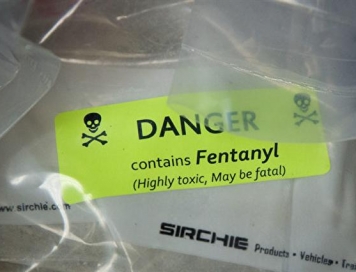 DANGER
contains Fentanyl
(Highly toxic, May be fatal)
www.sirchie.com
SIRCHIE Products • Vehicles •